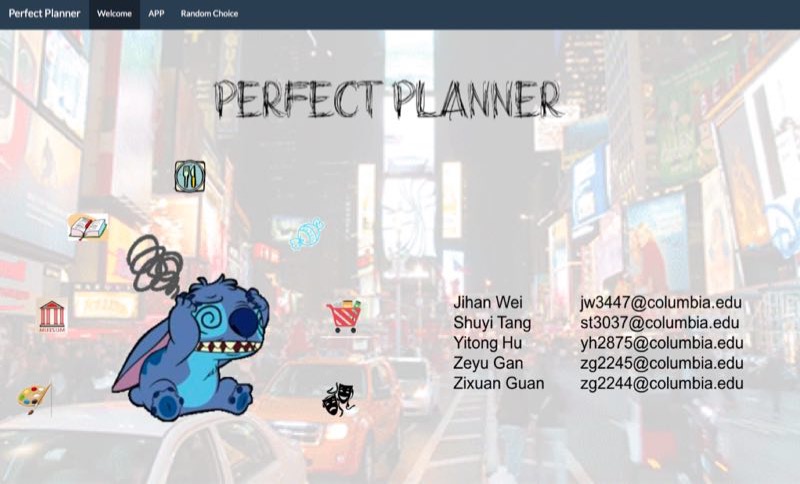 Perfect Planner Welcome APP Random Choice
PERFECT PLANNER
MUSEUM
Jihan Wei jw3447@columbia.edu
Shuyi Tang st3037@columbia.edu
Yitong Hu yh2875@columbia.edu
Zeyu Gan zg2245@columbia.edu
Zixuan Guan zg2244@columbia.edu